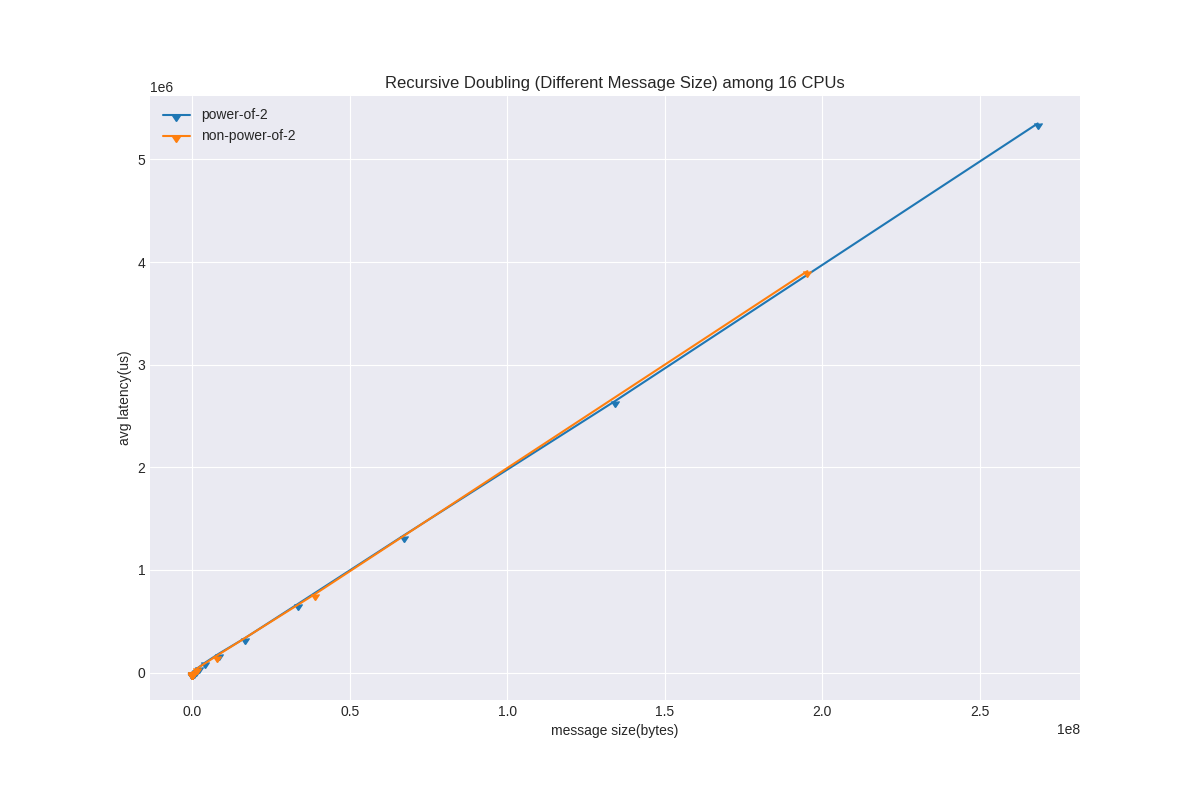 Recursive Doubling (Different Message Size) among 16 CPUs
1e6
power-of-2
non-power-of-2
5
4
3
2
1
0
avg latency(us)
0.0 0.5 1.0 1.5 2.0 2.5
message size(bytes)
1e8